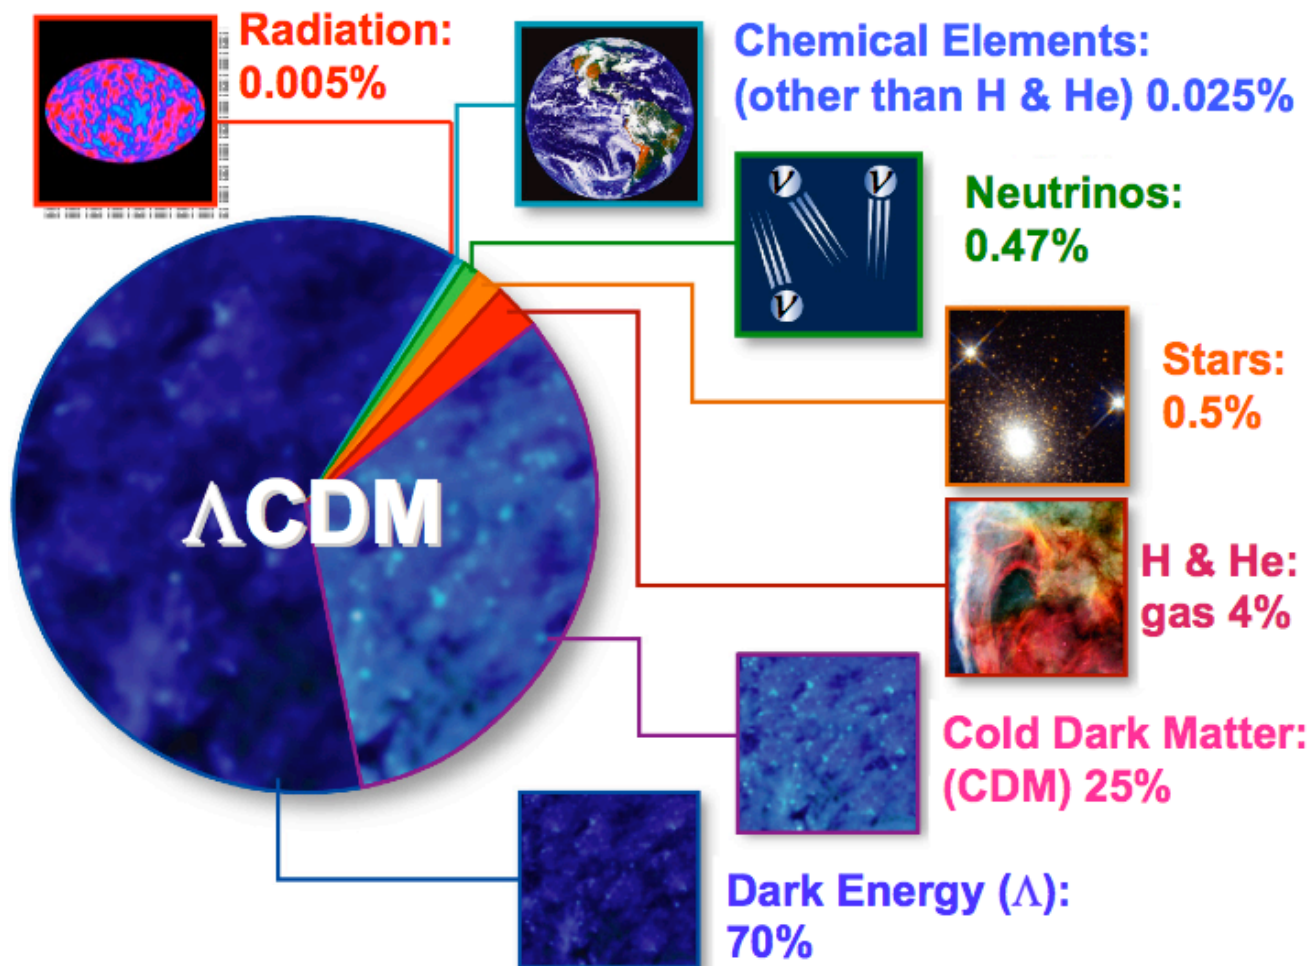 Radiation:
0.005%
Chemical Elements:
(other than H & He) 0.025%
ν
ν
ν
Neutrinos:
0.47%
Stars:
0.5%
ΛCDM
H & He:
gas 4%
Cold Dark Matter:
(CDM) 25%
Dark Energy (Λ):
70%